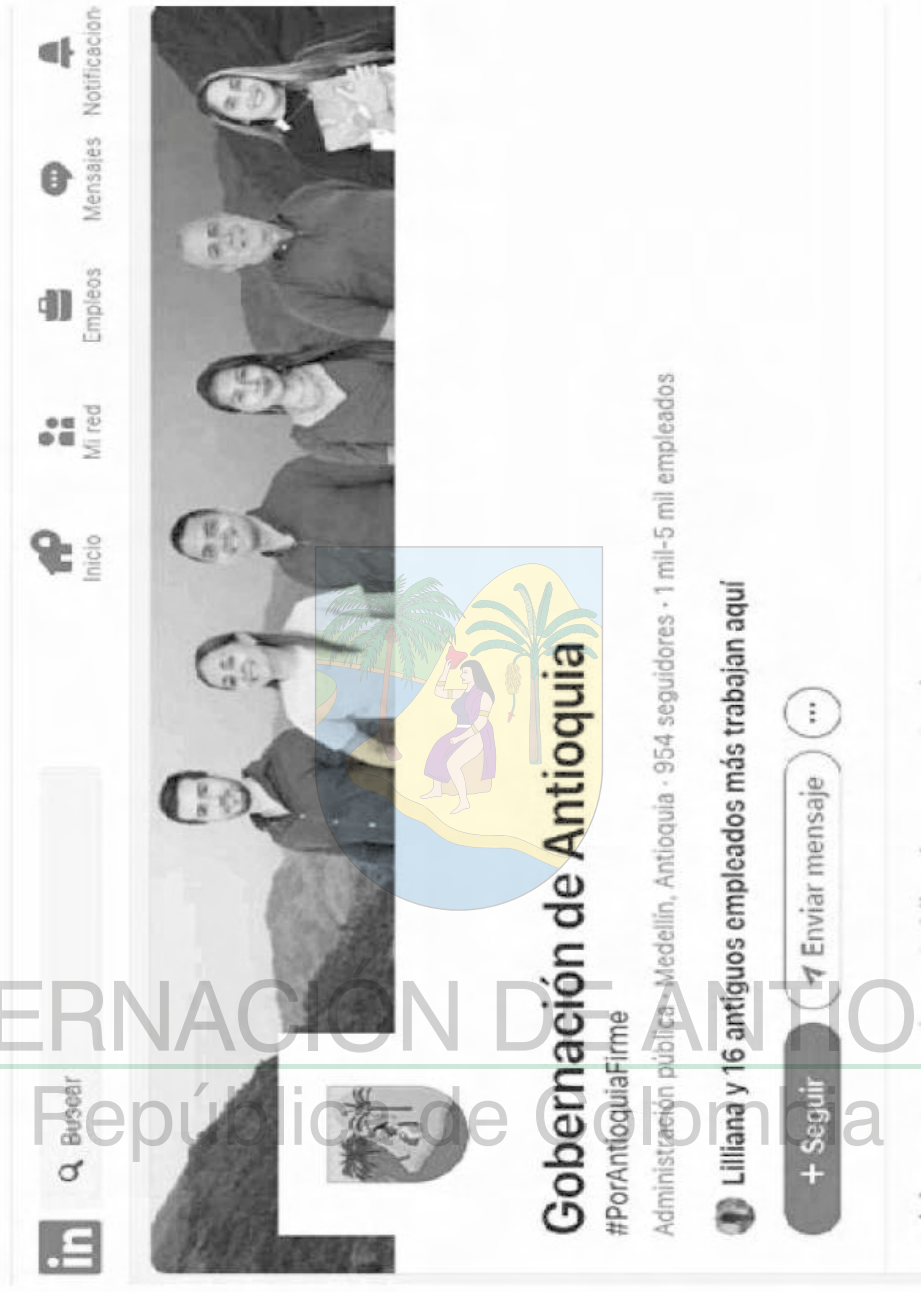 in
Buscar
Inicio
Mi red
Empleos
Mensajes
Notificacion
Gobernación de Antioquia
#PorAntioquiaFirme
Administración pública · Medellín, Antioquia · 954 seguidores · 1 mil-5 mil empleados
Lilliana y 16 antiguos empleados más trabajan aquí
+ Seguir
Enviar mensaje
...
ERNACIÓN DE ANTIO
República de Colombia